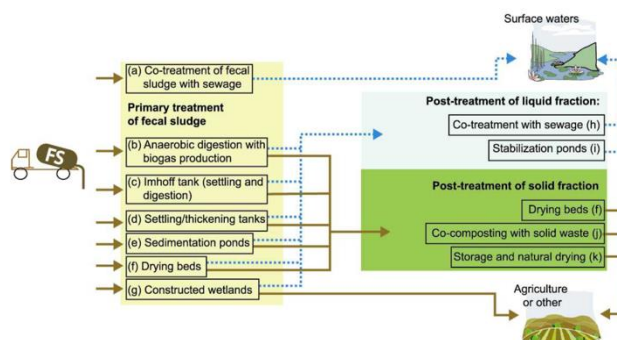 Surface waters
(a) Co-treatment of fecal
sludge with sewage
Primary treatment
of fecal sludge
(b) Anaerobic digestion with
biogas production
(c) Imhoff tank (settling and
digestion)
(d) Settling/thickening tanks
(e) Sedimentation ponds
(f) Drying beds
(g) Constructed wetlands
FS
Post-treatment of liquid fraction:
Co-treatment with sewage (h)
Stabilization ponds (i)
Post-treatment of solid fraction
Drying beds (f)
Co-composting with solid waste (j)
Storage and natural drying (k)
Agriculture
or other